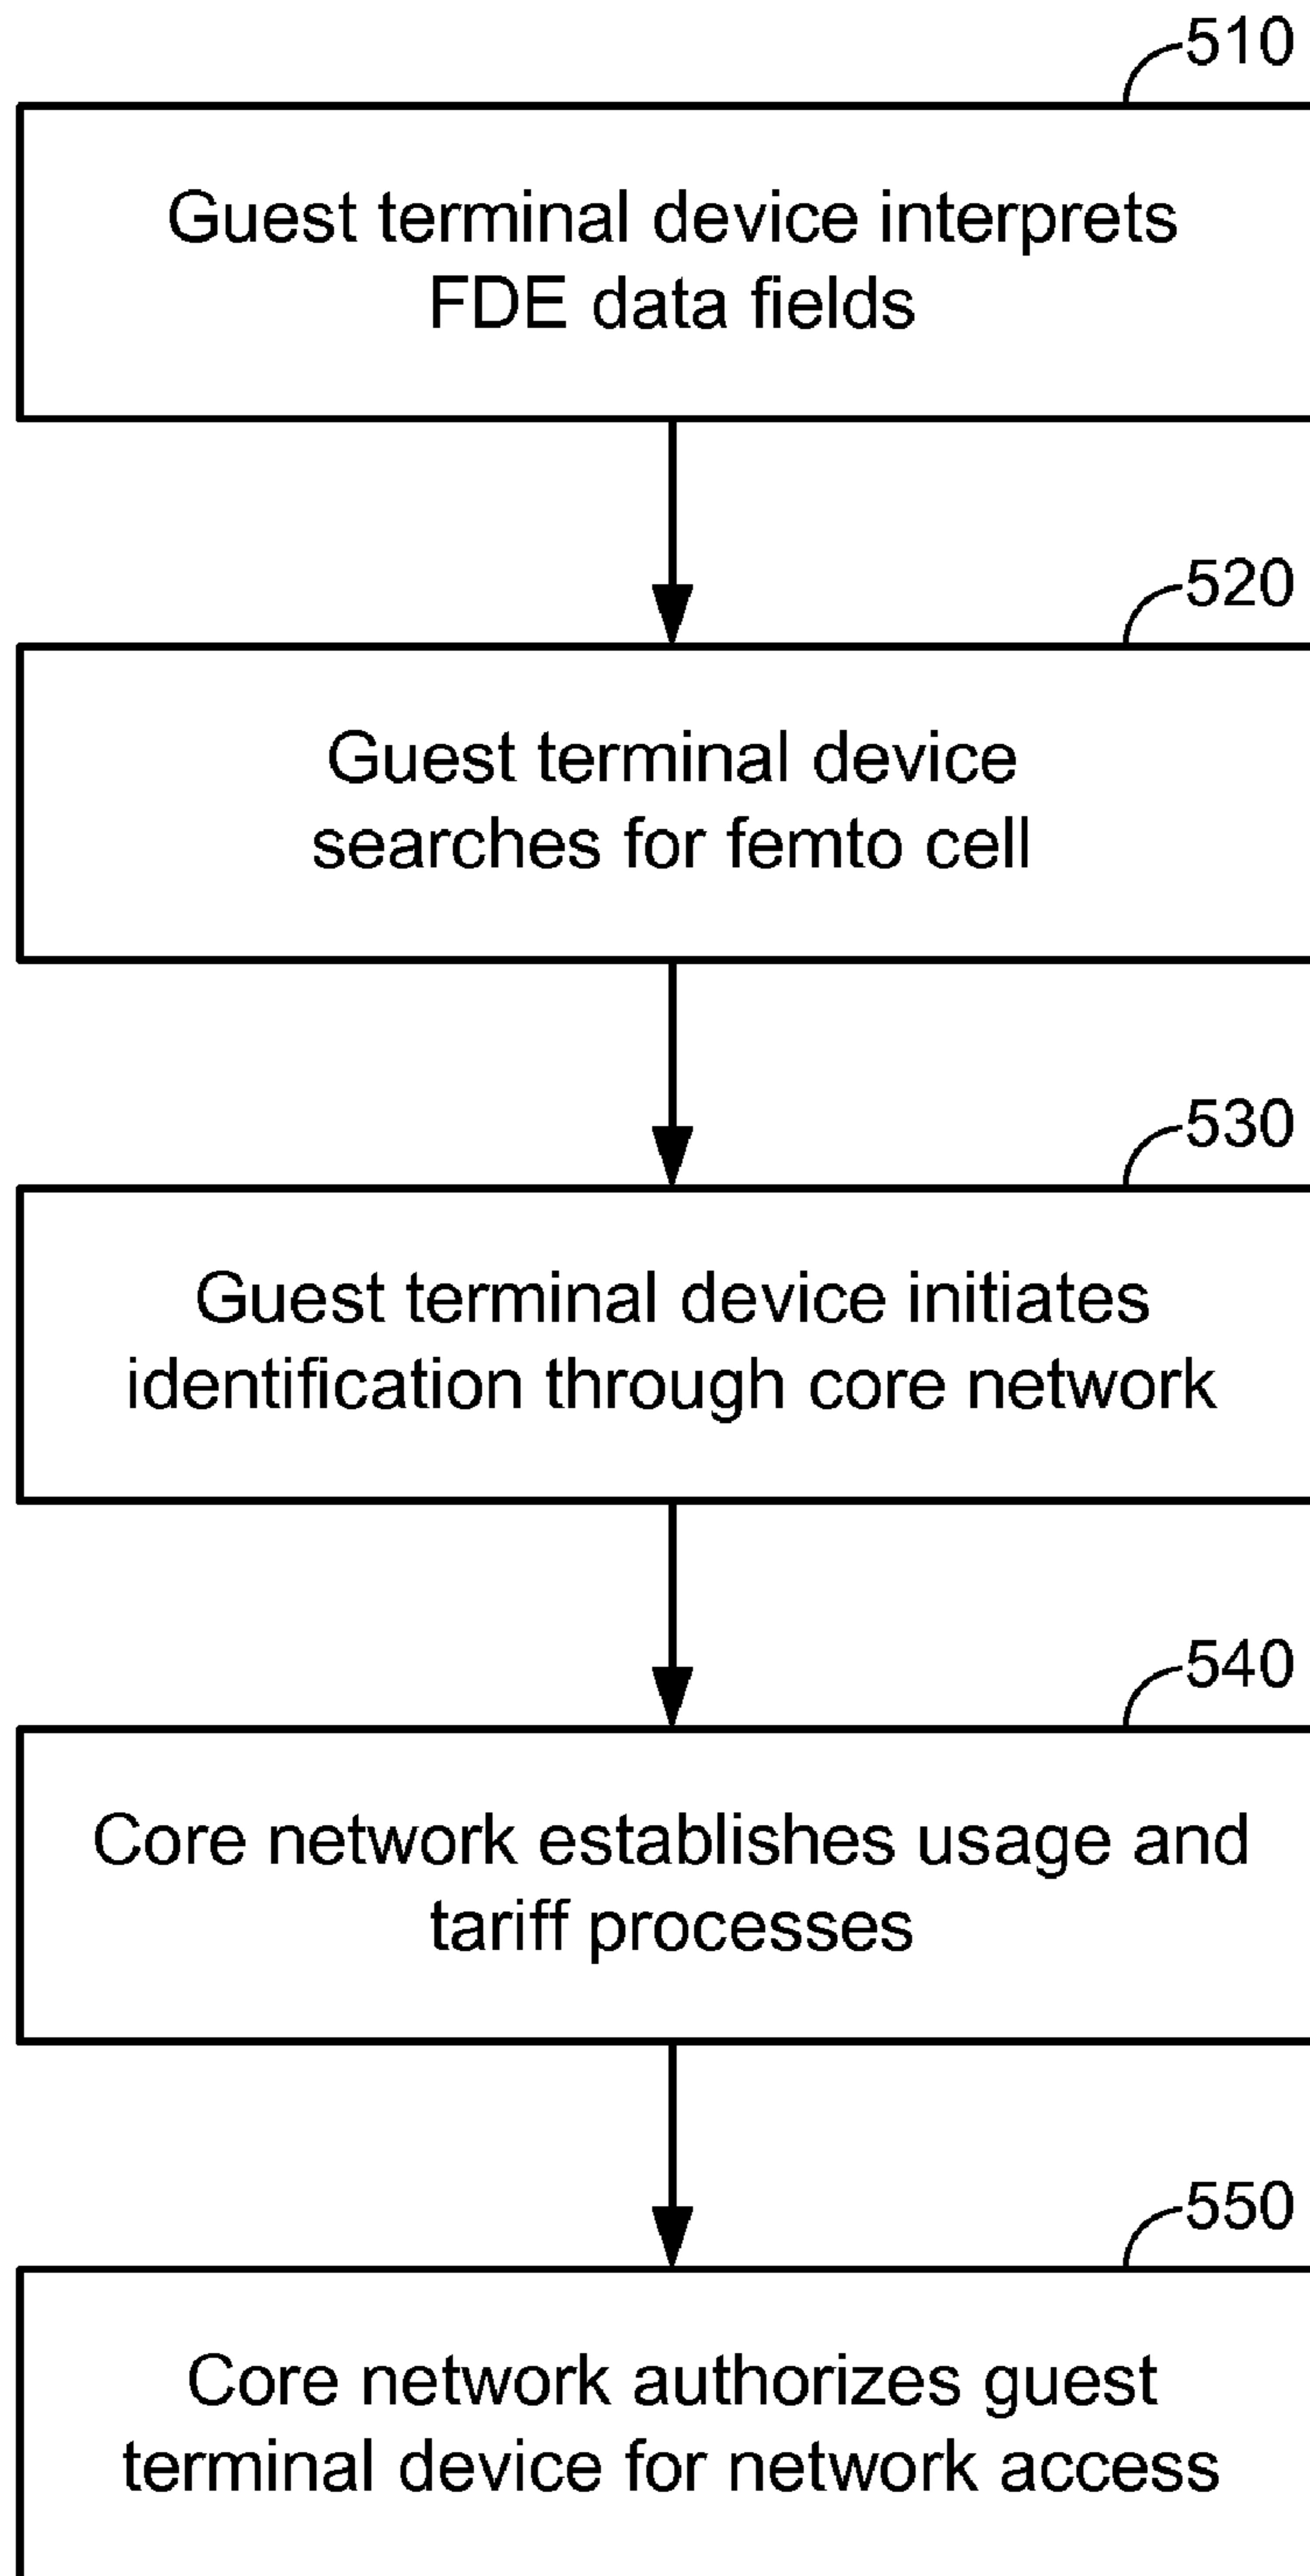 510
Guest terminal device interprets
FDE data fields
520
Guest terminal device
searches for femto cell
530
Guest terminal device initiates
identification through core network
540
Core network establishes usage and
tariff processes
550
Core network authorizes guest
terminal device for network access